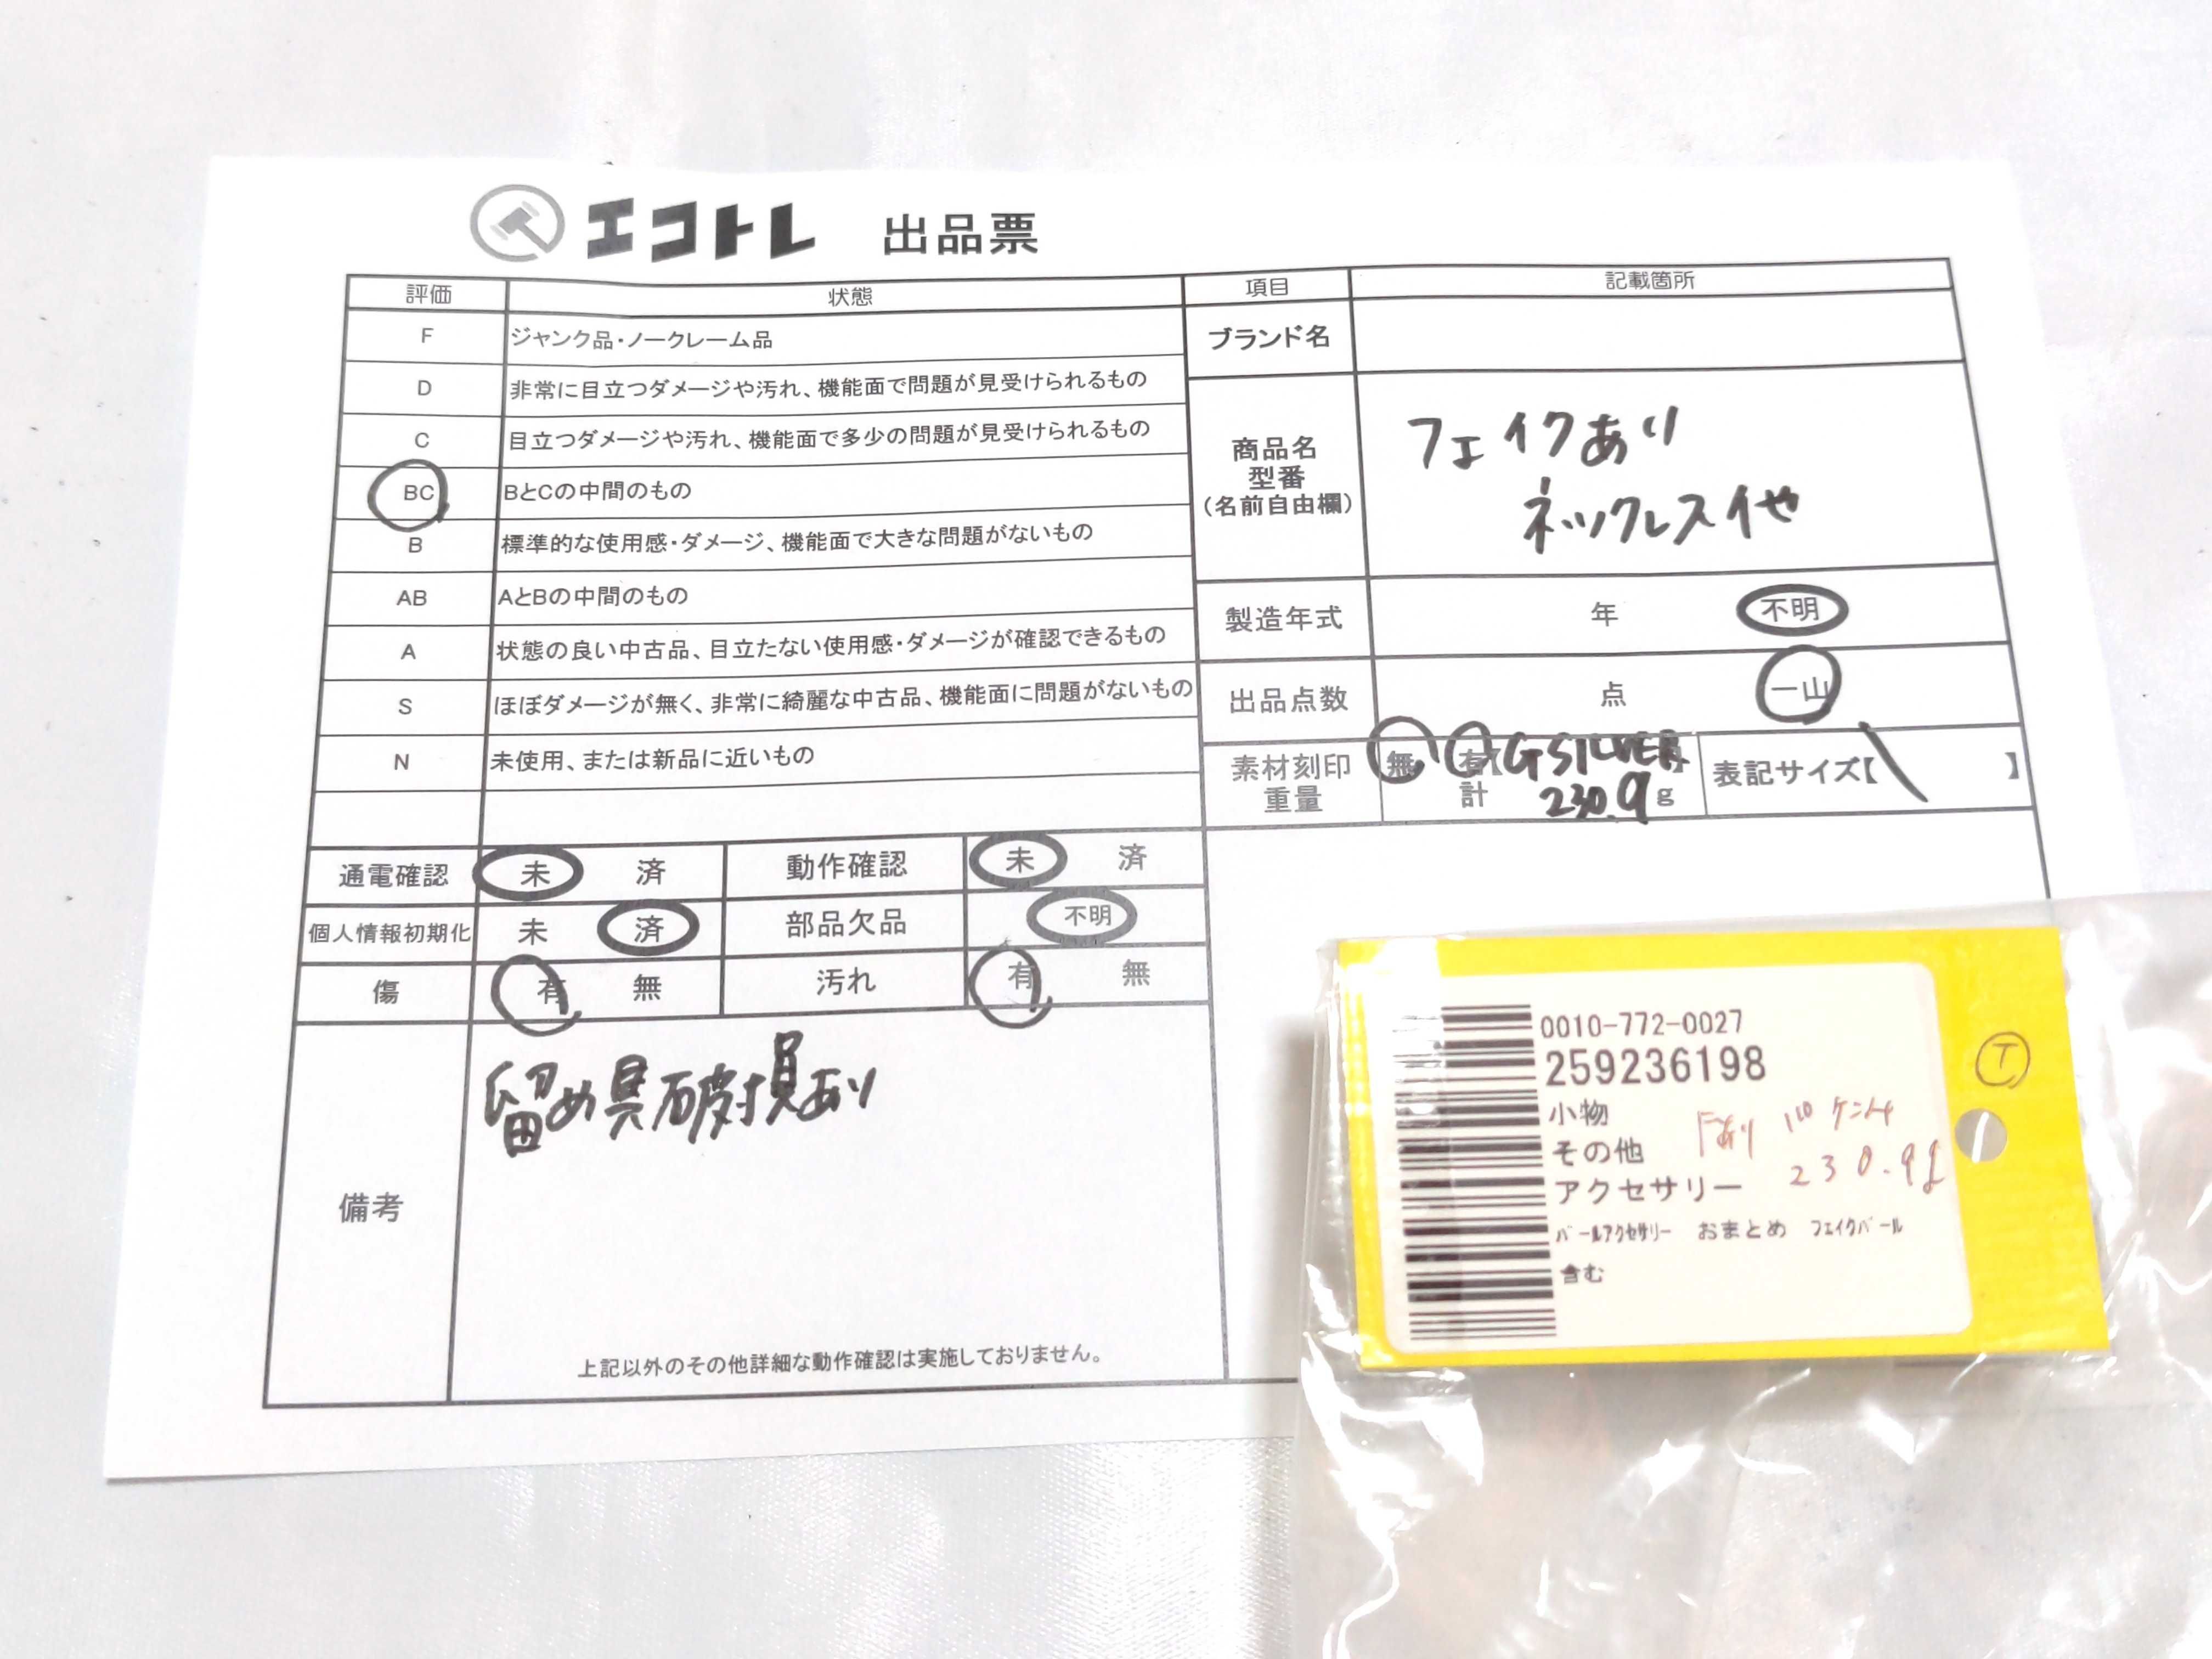 エコトレ 出品票
評価 状態 項目 記載箇所
F ジャンク品・ノークレーム品
D 非常に目立つダメージや汚れ、機能面で問題が見受けられるもの
C 目立つダメージや汚れ、機能面で多少の問題が見受けられるもの
BC BとCの中間のもの
B 標準的な使用感・ダメージ、機能面で大きな問題がないもの
AB AとBの中間のもの
A 状態の良い中古品、目立たない使用感・ダメージが確認できるもの
S ほぼダメージが無く、非常に綺麗な中古品、機能面に問題がないもの
N 未使用、または新品に近いもの
ブランド名
商品名
型番
(名前自由欄)
フェイクあり
ネックレス他
製造年式 年 不明
出品点数 点 一山
素材刻印 無 有【 G SILVER 】
重量 計 230.9 g
表記サイズ【 】
通電確認 未 済 動作確認 未 済
個人情報初期化 未 済 部品欠品 不明
傷 有 無 汚れ 有 無
備考
留め具破損あり
上記以外のその他詳細な動作確認は実施しておりません。
0010-772-0027
259236198
小物
その他 Fあり
アクセサリー 230.9g
パールアクセサリー おまとめ フェイクパール
含む
T